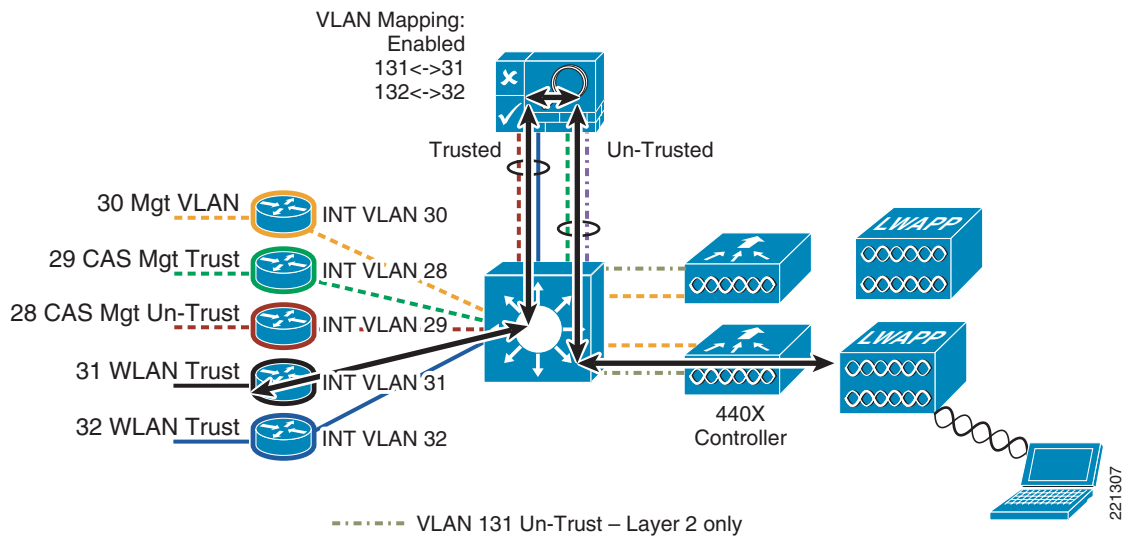 VLAN Mapping:
Enabled
131<->31
132<->32
Trusted
Un-Trusted
30 Mgt VLAN
INT VLAN 30
29 CAS Mgt Trust
INT VLAN 28
28 CAS Mgt Un-Trust
INT VLAN 29
31 WLAN Trust
INT VLAN 31
32 WLAN Trust
INT VLAN 32
LWAPP
LWAPP
440X
Controller
VLAN 131 Un-Trust – Layer 2 only
221307